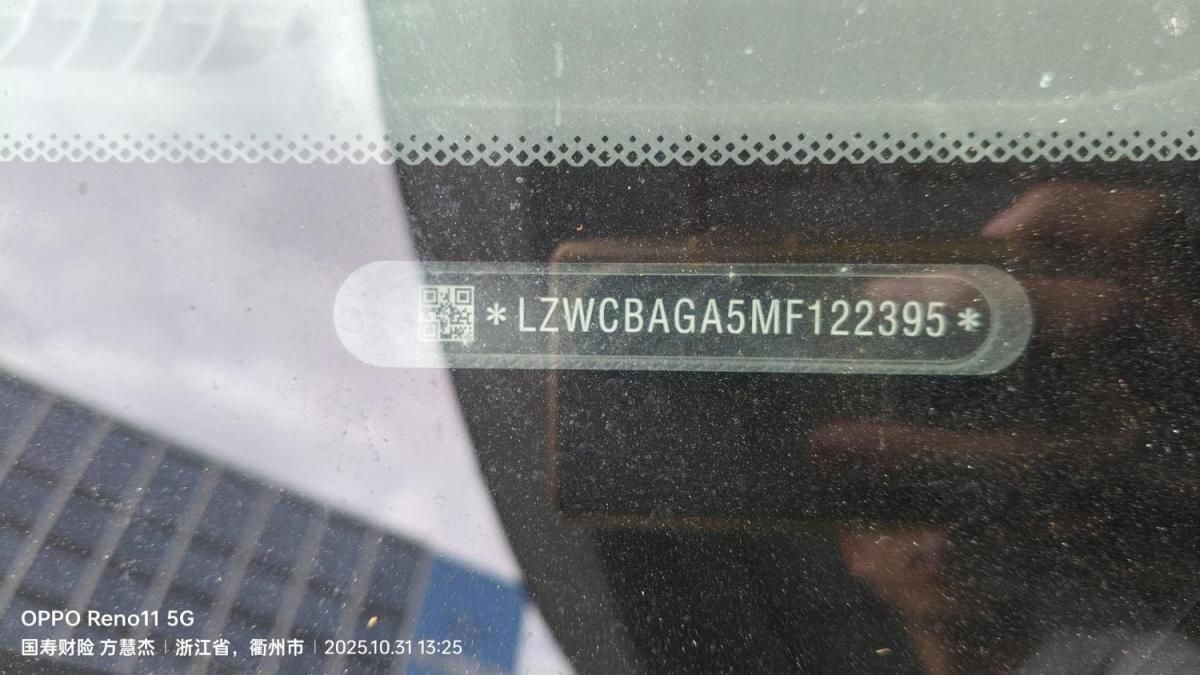 *LZWCBAGA5MF122395*
OPPO Reno11 5G
国寿财险 方慧杰 | 浙江省，衢州市 | 2025.10.31 13:25